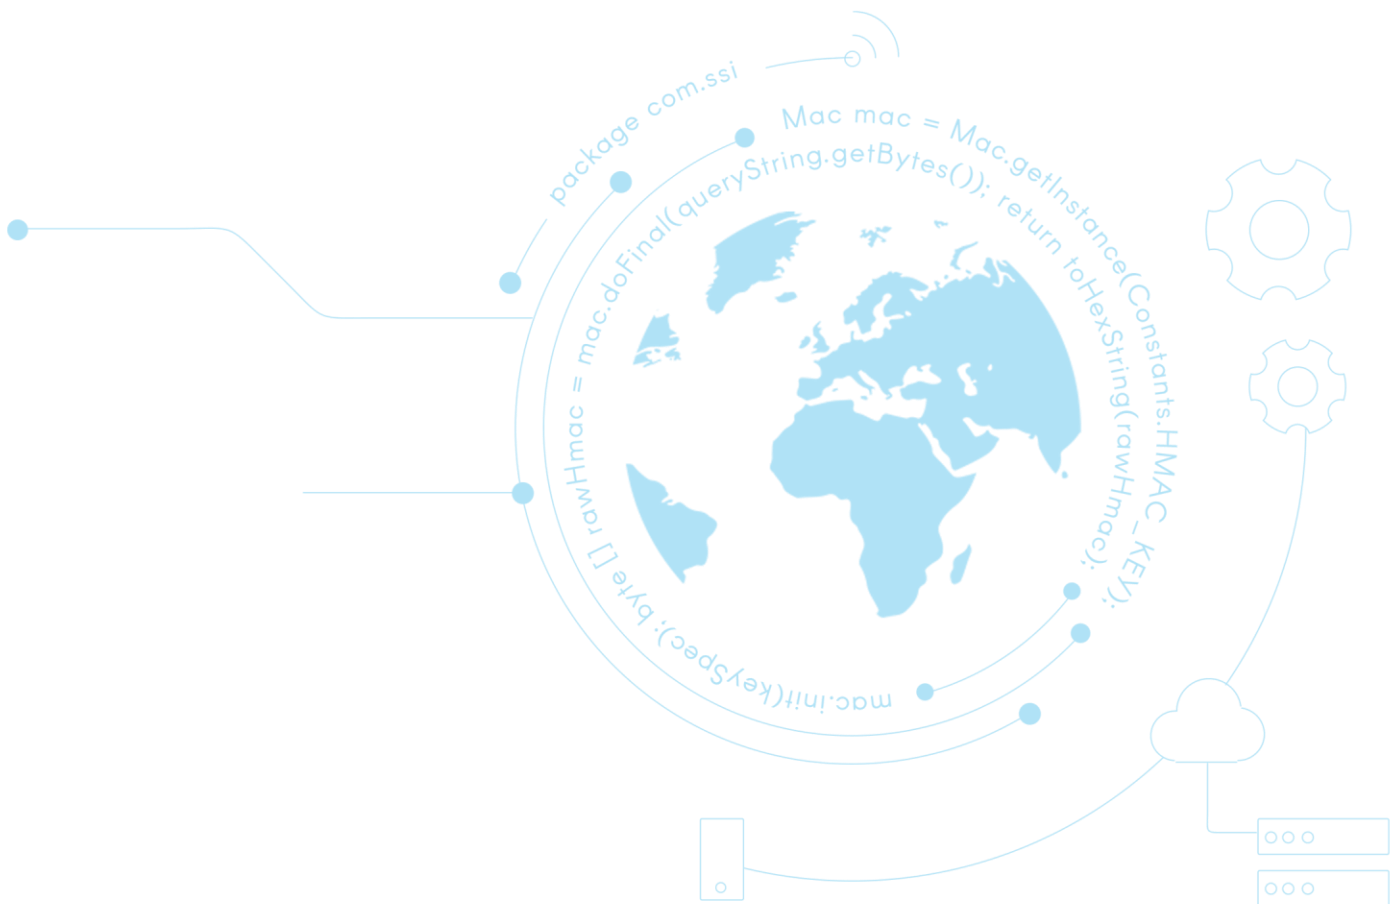 package com.ssi
Mac mac = Mac.getInstance(Constants.HMAC_KEY);
mac.init(keySpec); byte [] rawHmac = mac.doFinal(queryString.getBytes()); return toHexString(rawHmac);